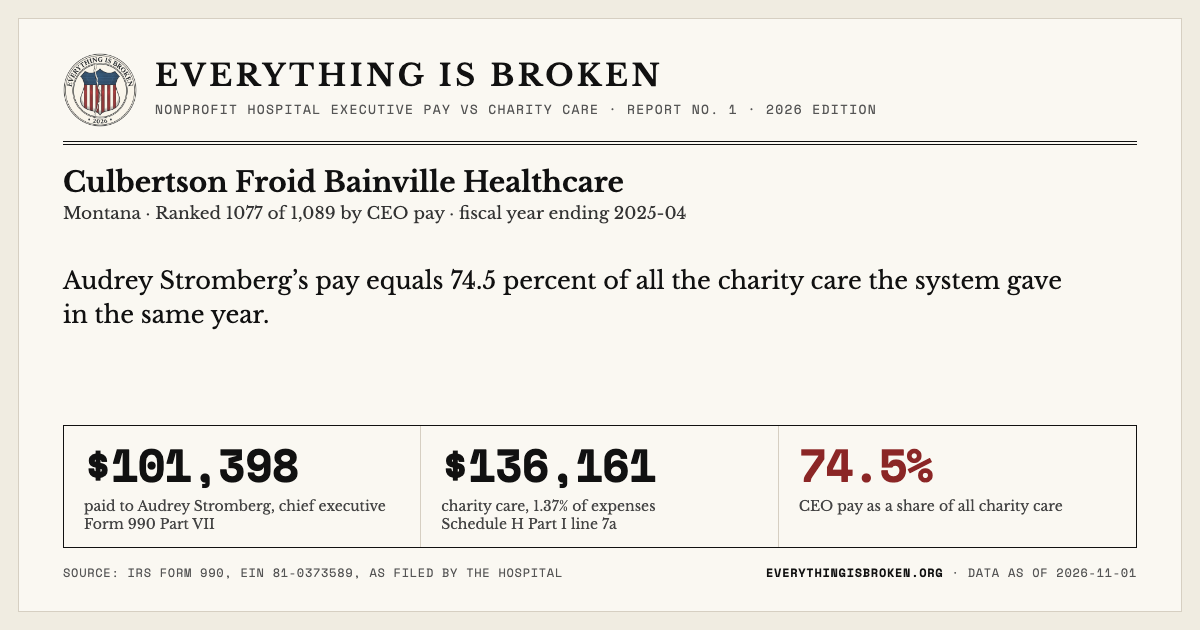 EVERYTHING IS BROKEN
2026
EVERYTHING IS BROKEN
NONPROFIT HOSPITAL EXECUTIVE PAY VS CHARITY CARE · REPORT NO. 1 · 2026 EDITION
Culbertson Froid Bainville Healthcare
Montana · Ranked 1077 of 1,089 by CEO pay · fiscal year ending 2025-04
Audrey Stromberg’s pay equals 74.5 percent of all the charity care the system gave
in the same year.
$101,398
paid to Audrey Stromberg, chief executive
Form 990 Part VII
$136,161
charity care, 1.37% of expenses
Schedule H Part I line 7a
74.5%
CEO pay as a share of all charity care
SOURCE: IRS FORM 990, EIN 81-0373589, AS FILED BY THE HOSPITAL
EVERYTHINGISBROKEN.ORG · DATA AS OF 2026-11-01